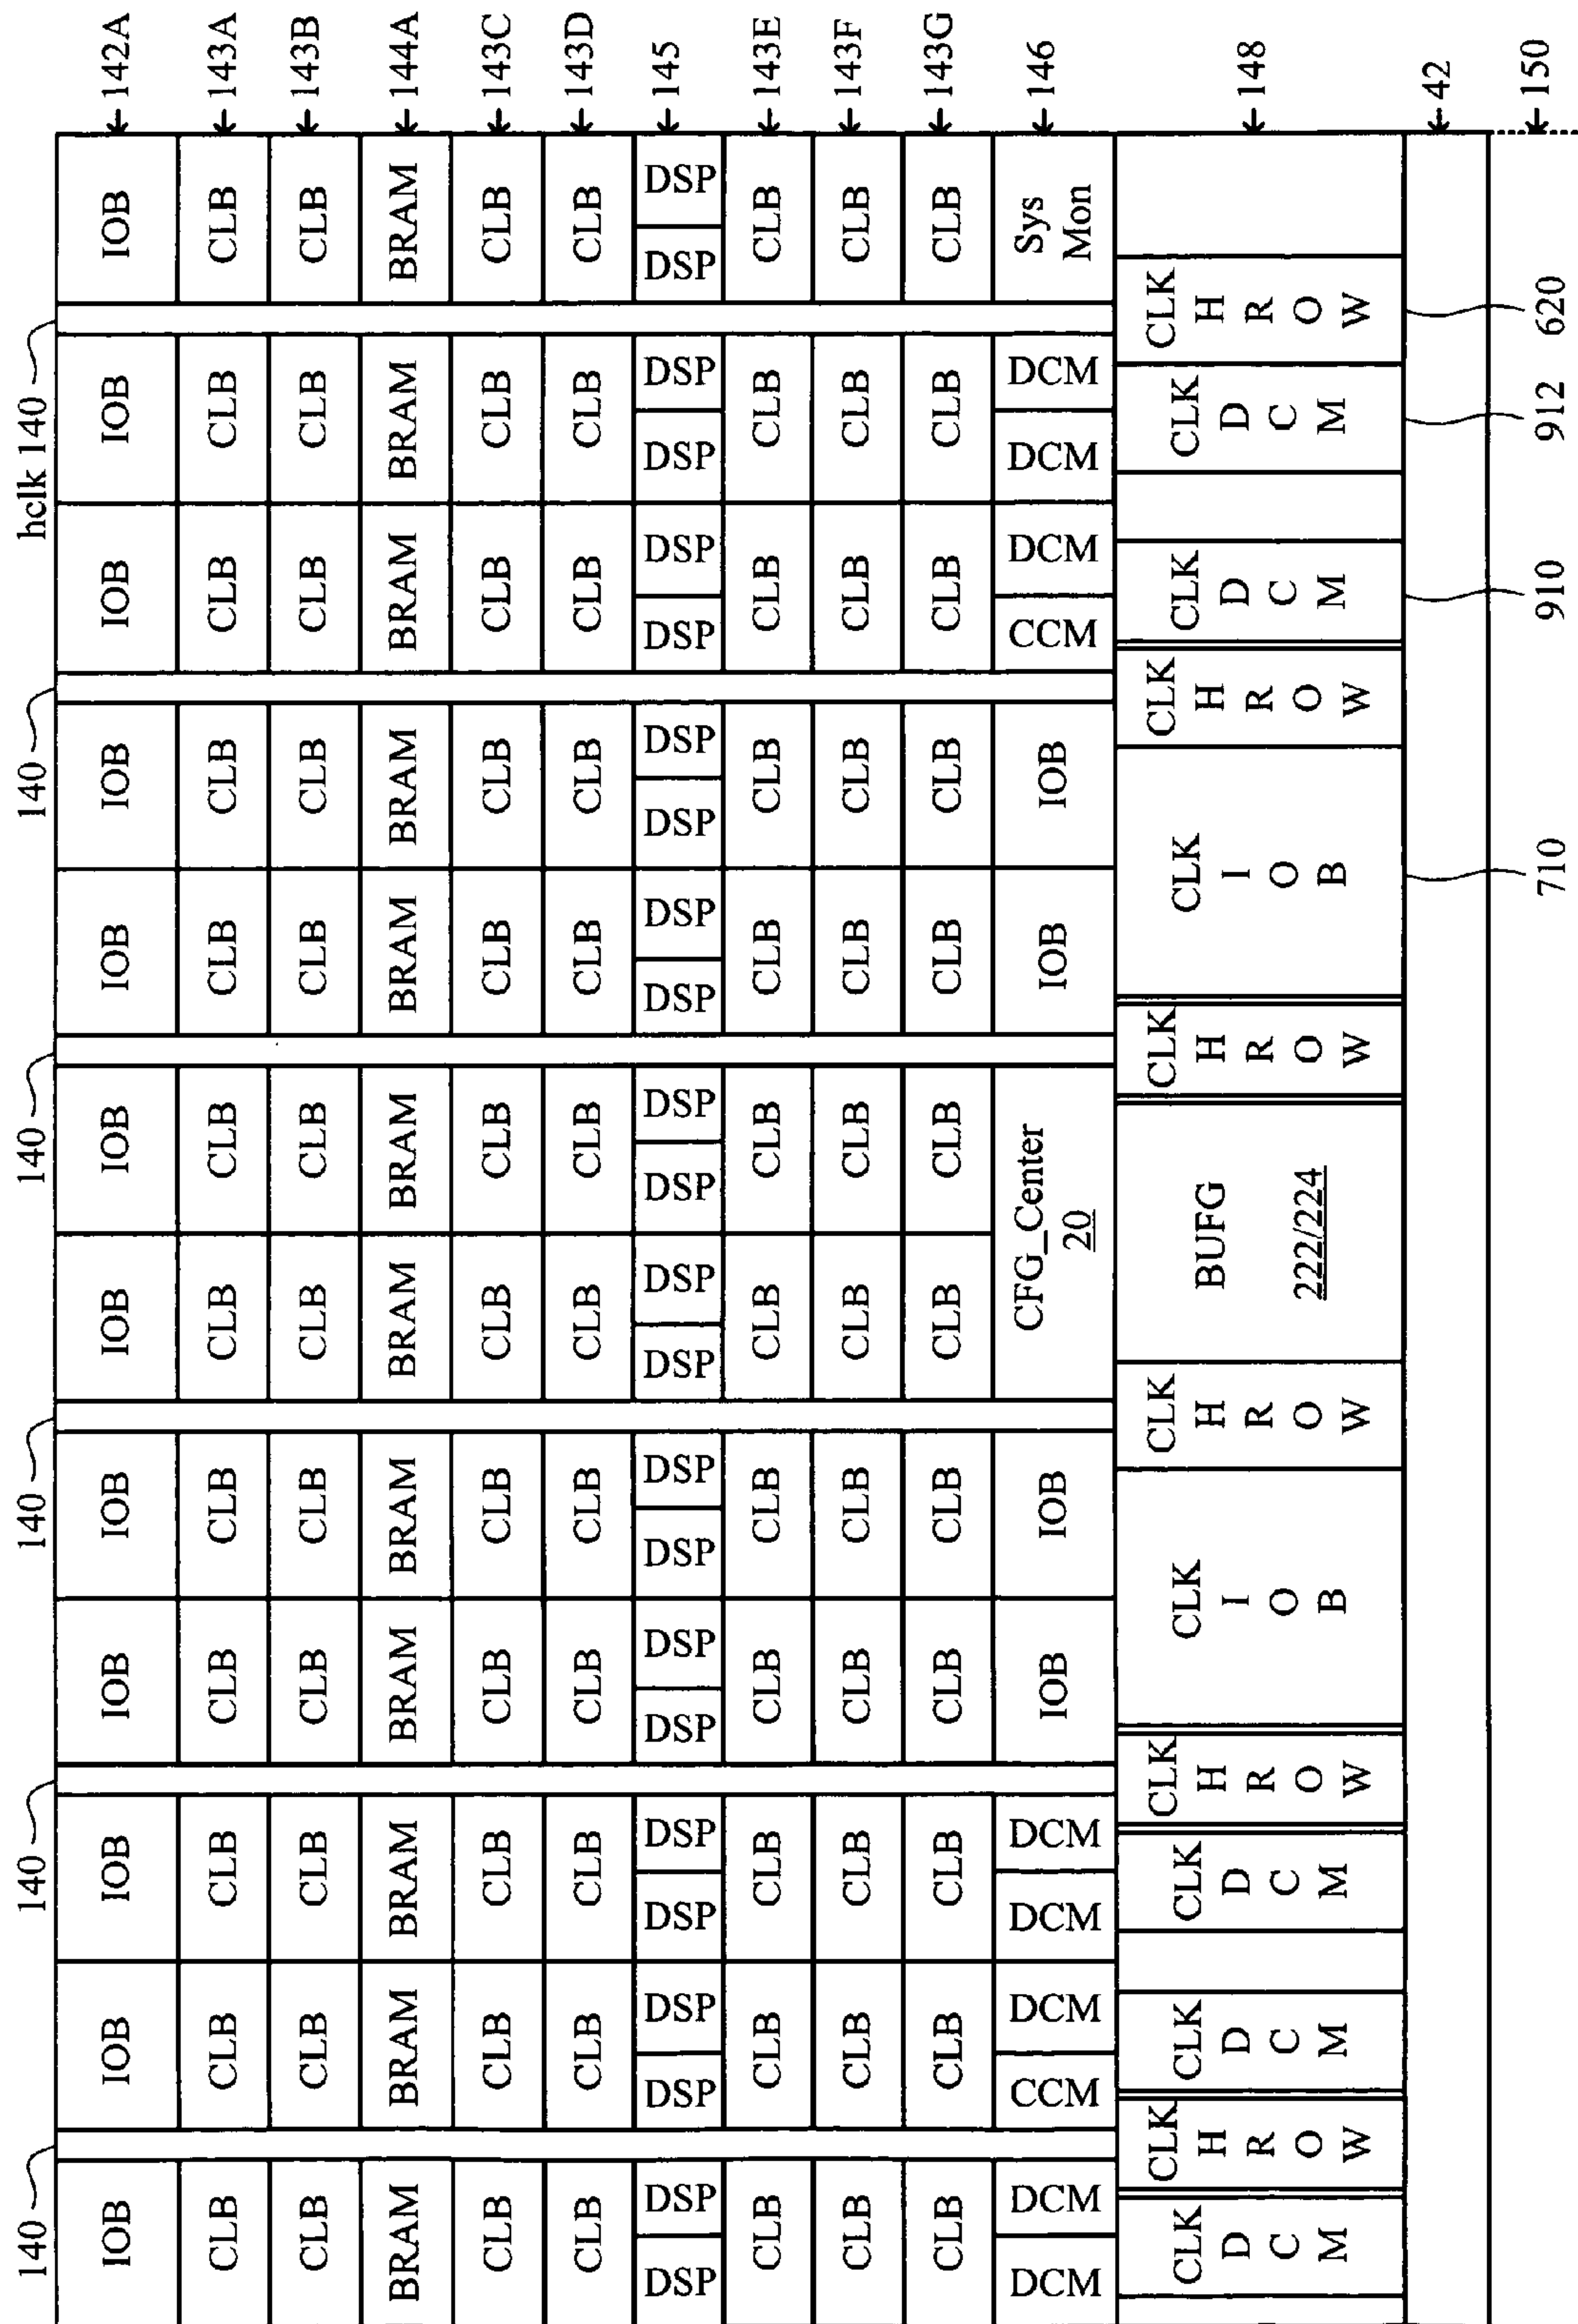 140 140 140 140 140 hclk 140
IOB IOB IOB IOB IOB IOB IOB IOB IOB IOB IOB IOB ←142A
CLB CLB CLB CLB CLB CLB CLB CLB CLB CLB CLB CLB ←143A
CLB CLB CLB CLB CLB CLB CLB CLB CLB CLB CLB CLB ←143B
BRAM BRAM BRAM BRAM BRAM BRAM BRAM BRAM BRAM BRAM BRAM BRAM ←144A
CLB CLB CLB CLB CLB CLB CLB CLB CLB CLB CLB CLB ←143C
CLB CLB CLB CLB CLB CLB CLB CLB CLB CLB CLB CLB ←143D
DSP DSP DSP DSP DSP DSP DSP DSP DSP DSP DSP DSP DSP DSP DSP DSP DSP DSP DSP DSP DSP DSP DSP DSP ←145
CLB CLB CLB CLB CLB CLB CLB CLB CLB CLB CLB CLB ←143E
CLB CLB CLB CLB CLB CLB CLB CLB CLB CLB CLB CLB ←143F
CLB CLB CLB CLB CLB CLB CLB CLB CLB CLB CLB CLB ←143G
DCM DCM CCM DCM DCM DCM IOB IOB CFG_Center IOB IOB CCM DCM DCM DCM Sys ←146
20 Mon
CLK CLK CLK CLK CLK CLK CLK BUFG CLK CLK CLK CLK CLK CLK ←148
D H D D H I H H I H D D H
C R C C R O R R O R C C R
M O M M O B O 222/224 O B O M M O
W W W W W W
←42
710 910 912 620 ←150